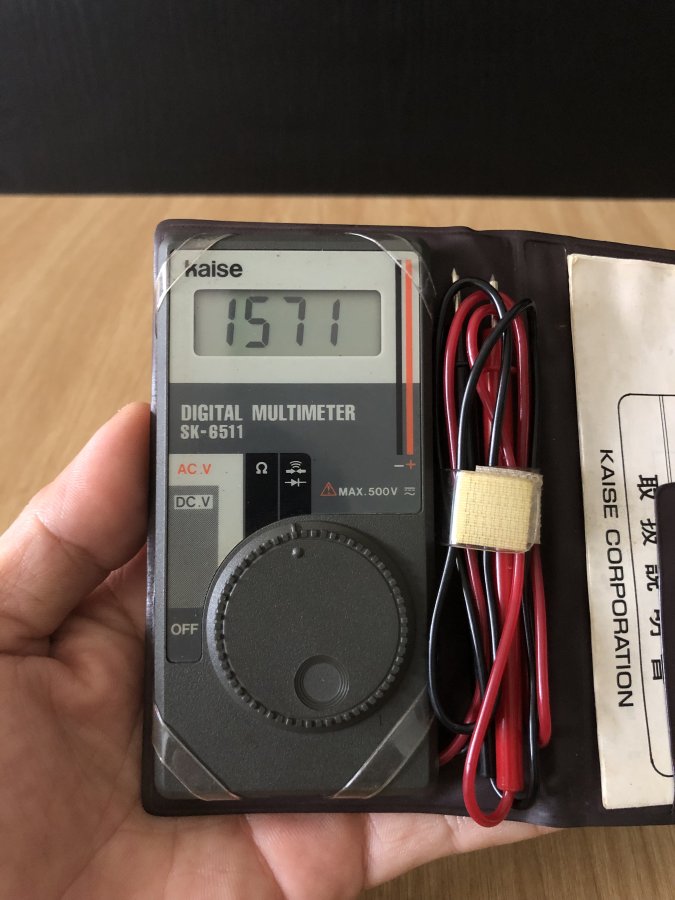 kaise
1571
DIGITAL MULTIMETER
SK-6511
AC.V
DC.V
Ω
MAX.500V
OFF
− +
取扱説明書
KAISE CORPORATION